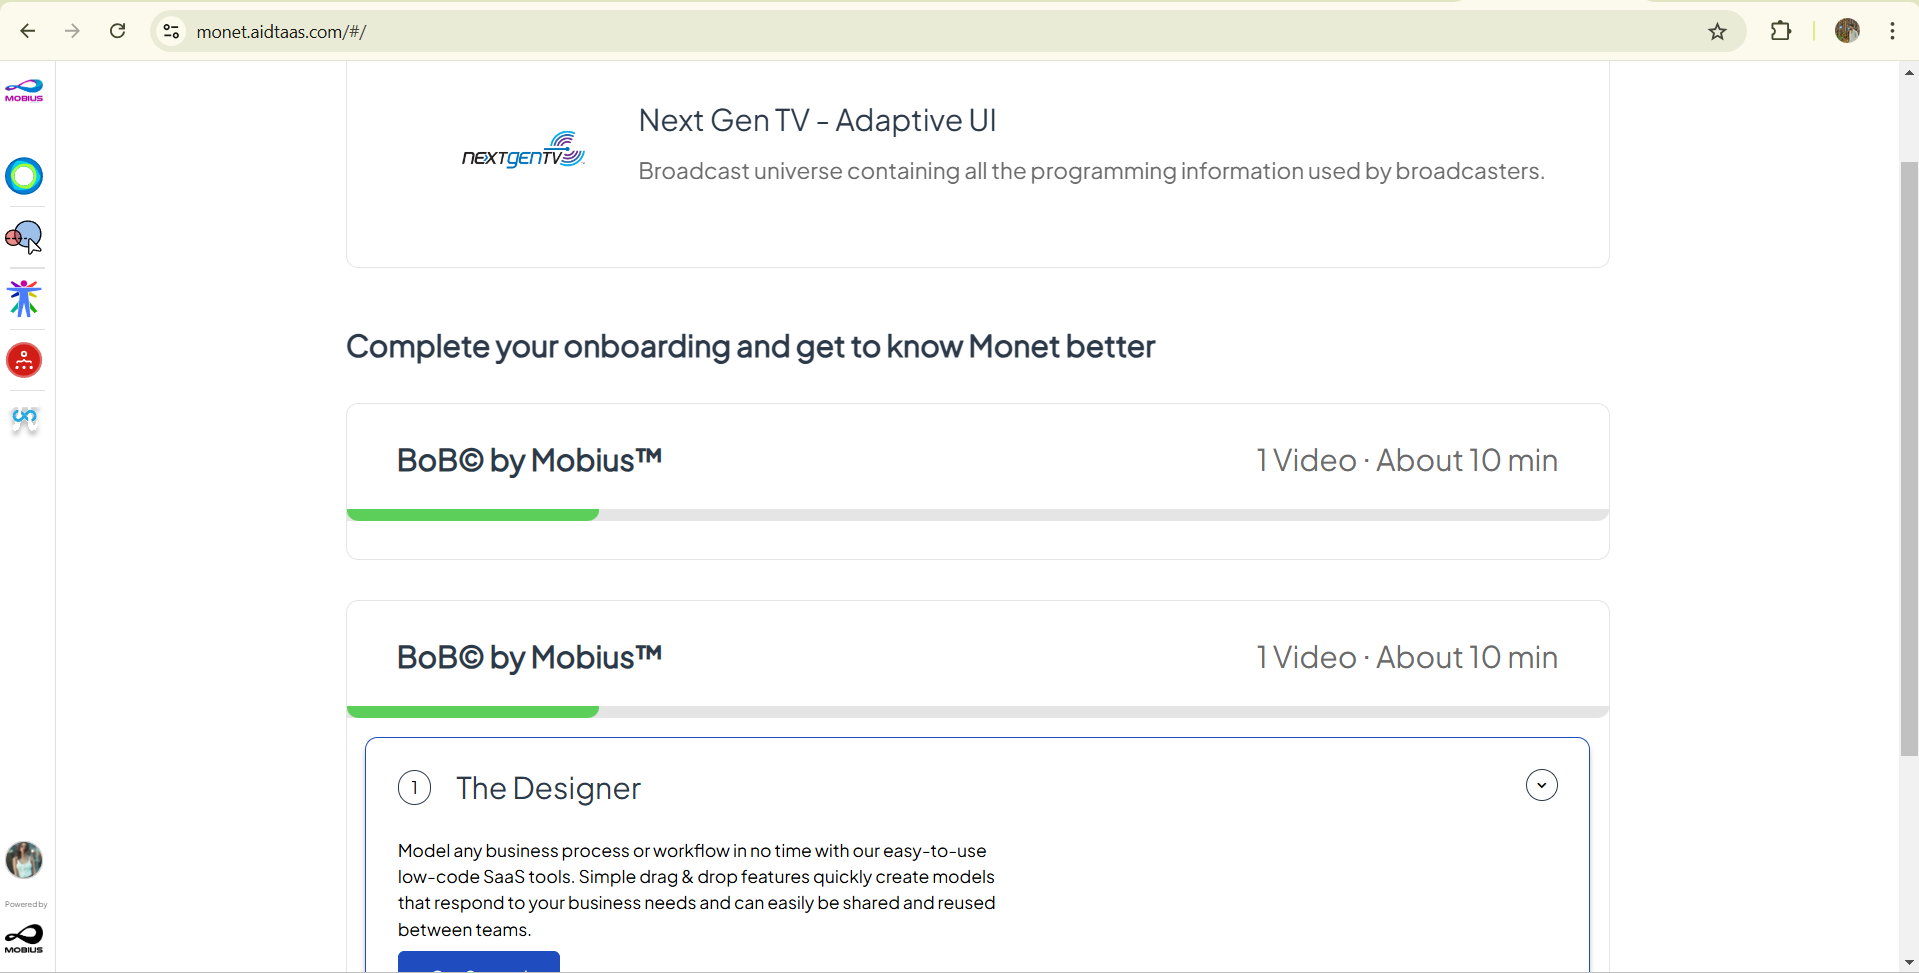 monet.aidtaas.com/#/
MOBIUS
NEXTGENTV
Next Gen TV - Adaptive UI
Broadcast universe containing all the programming information used by broadcasters.
Complete your onboarding and get to know Monet better
BoB© by Mobius™ 1 Video · About 10 min
BoB© by Mobius™ 1 Video · About 10 min
1 The Designer
Model any business process or workflow in no time with our easy-to-use
low-code SaaS tools. Simple drag & drop features quickly create models
that respond to your business needs and can easily be shared and reused
between teams.
Powered by
MOBIUS